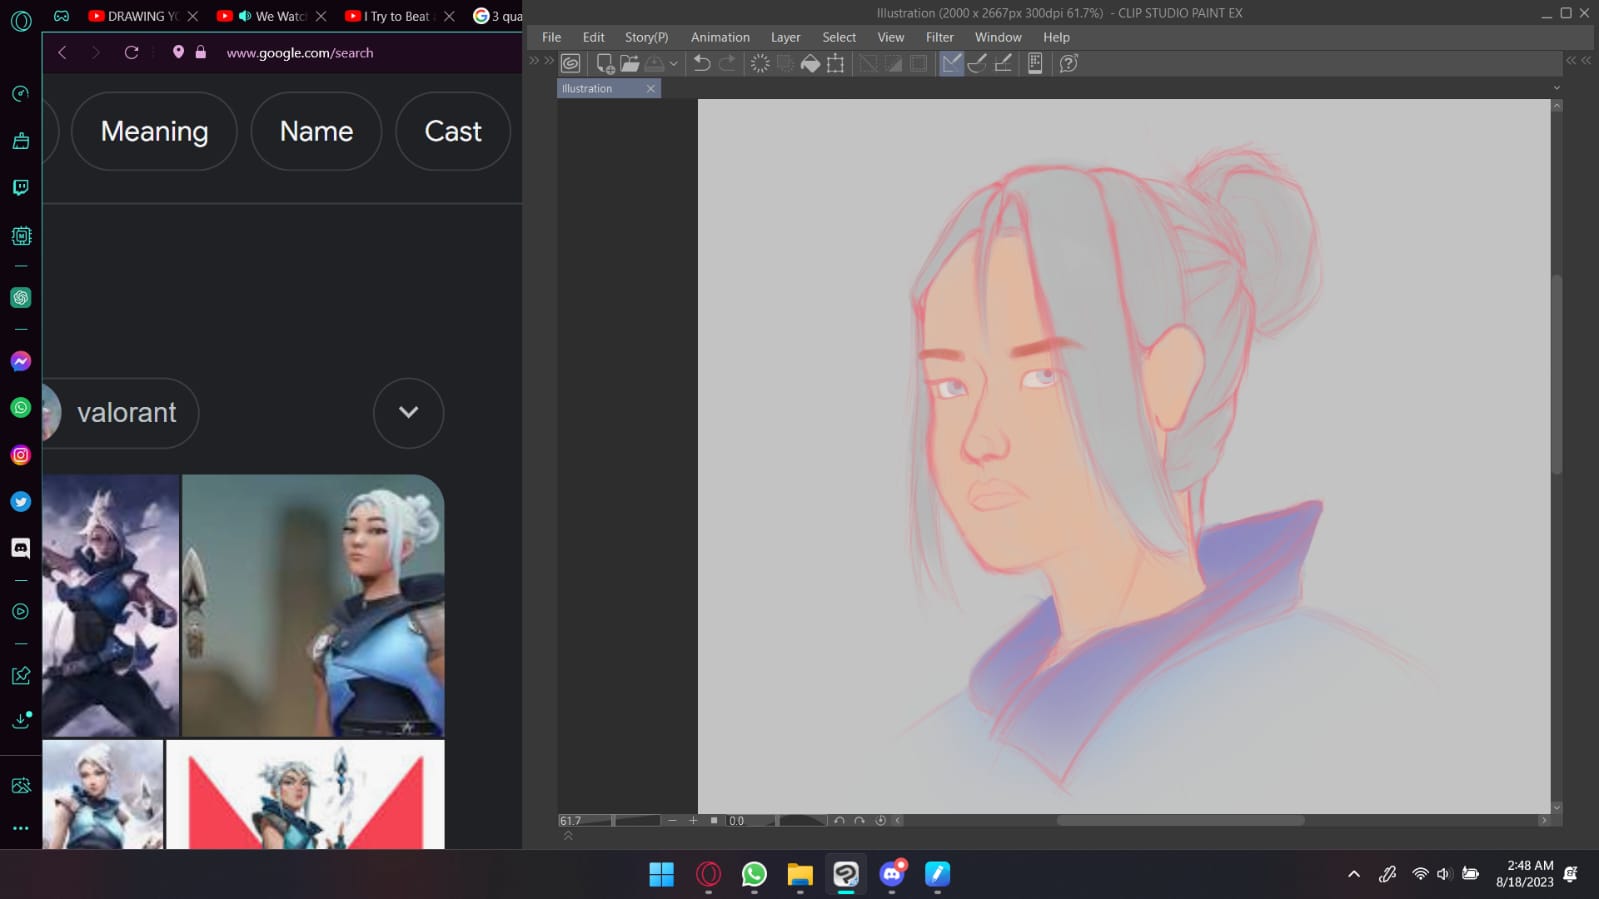 DRAWING YO
We Watc
I Try to Beat
3 qua
Illustration (2000 x 2667px 300dpi 61.7%) - CLIP STUDIO PAINT EX
www.google.com/search
File Edit Story(P) Animation Layer Select View Filter Window Help
Illustration
Meaning
Name
Cast
valorant
61.7
0.0
2:48 AM
8/18/2023